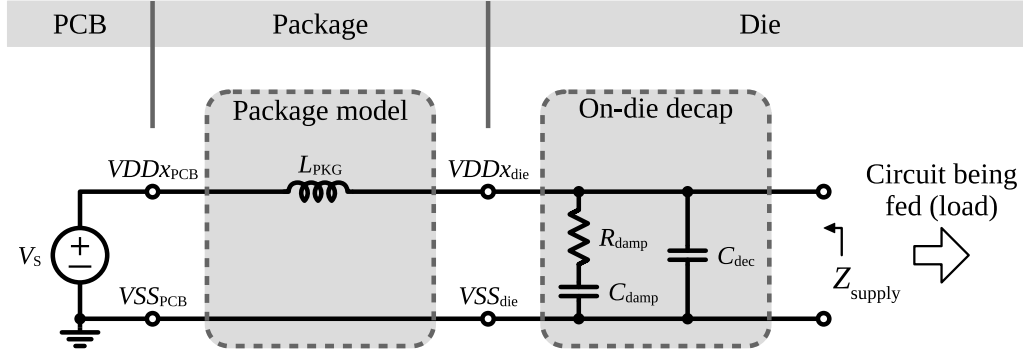 PCB
Package
Die
Package model
On-die decap
VDDxPCB
LPKG
VDDxdie
Circuit being
fed (load)
VS
+
−
Rdamp
Cdec
Zsupply
VSSPCB
VSSdie
Cdamp